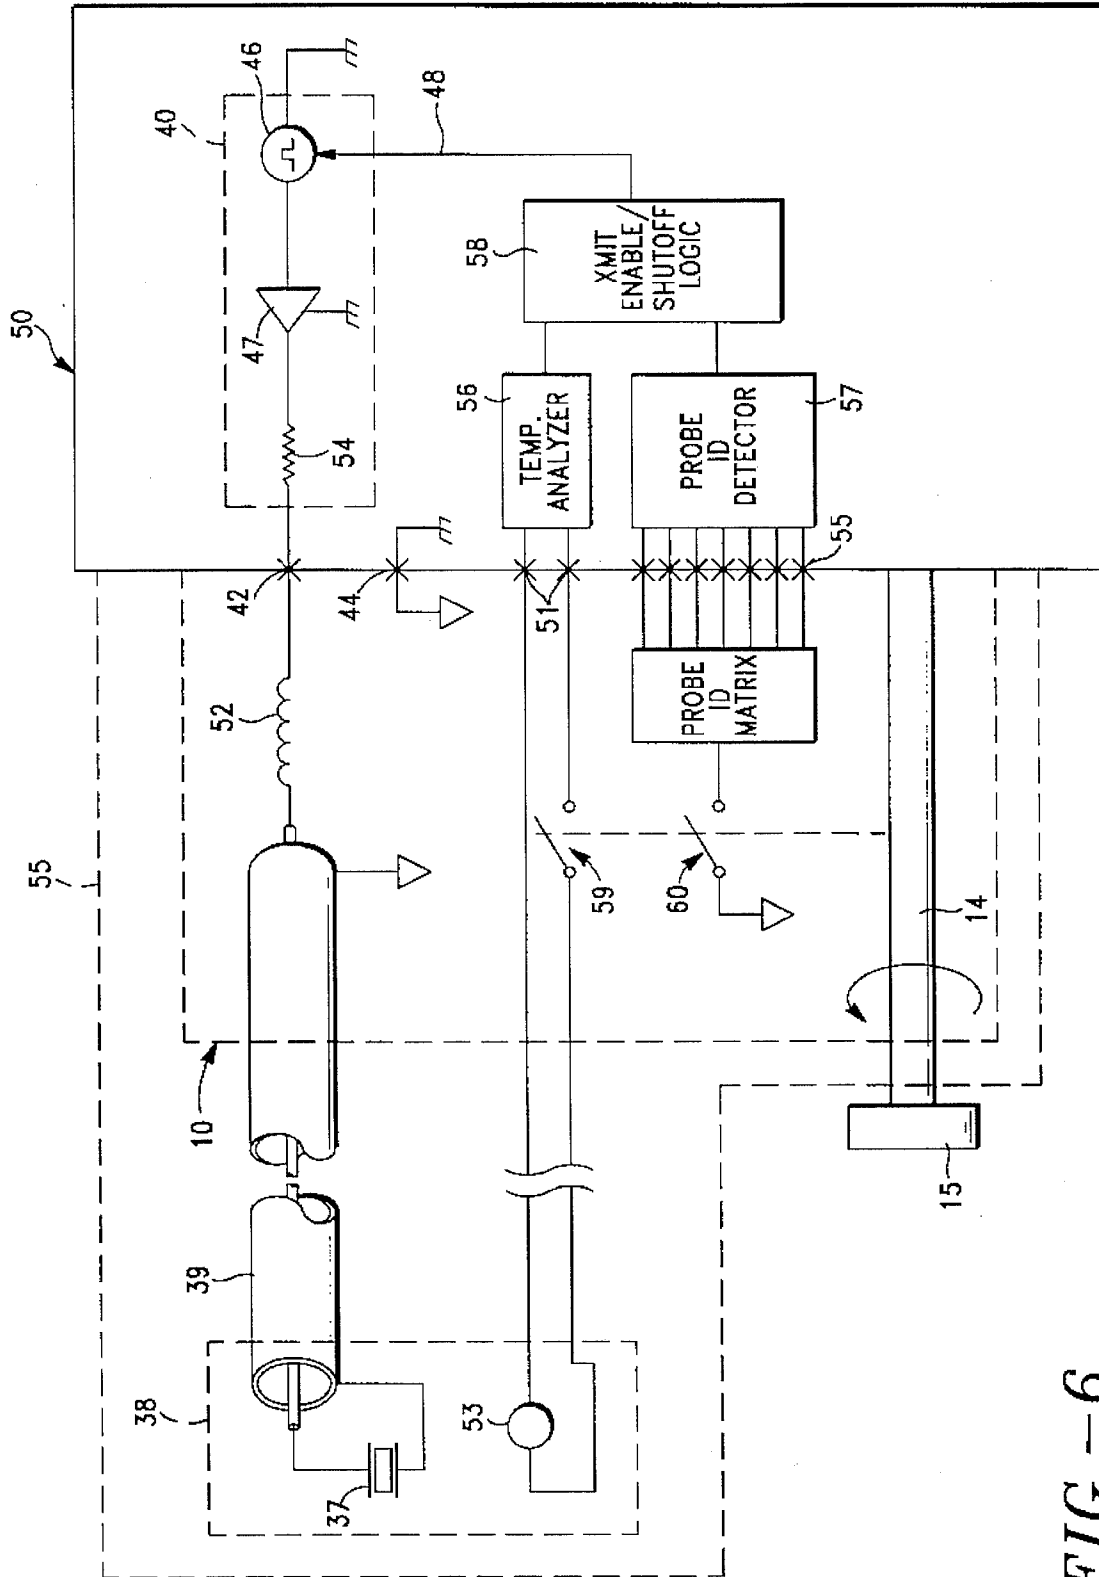 50
40
46
48
47
54
42
44
52
55
10
39
38
37
53
58
XMIT
ENABLE/
SHUTOFF
LOGIC
56
TEMP.
ANALYZER
57
PROBE
ID
DETECTOR
51
55
PROBE
ID
MATRIX
59
60
14
15
FIG-6